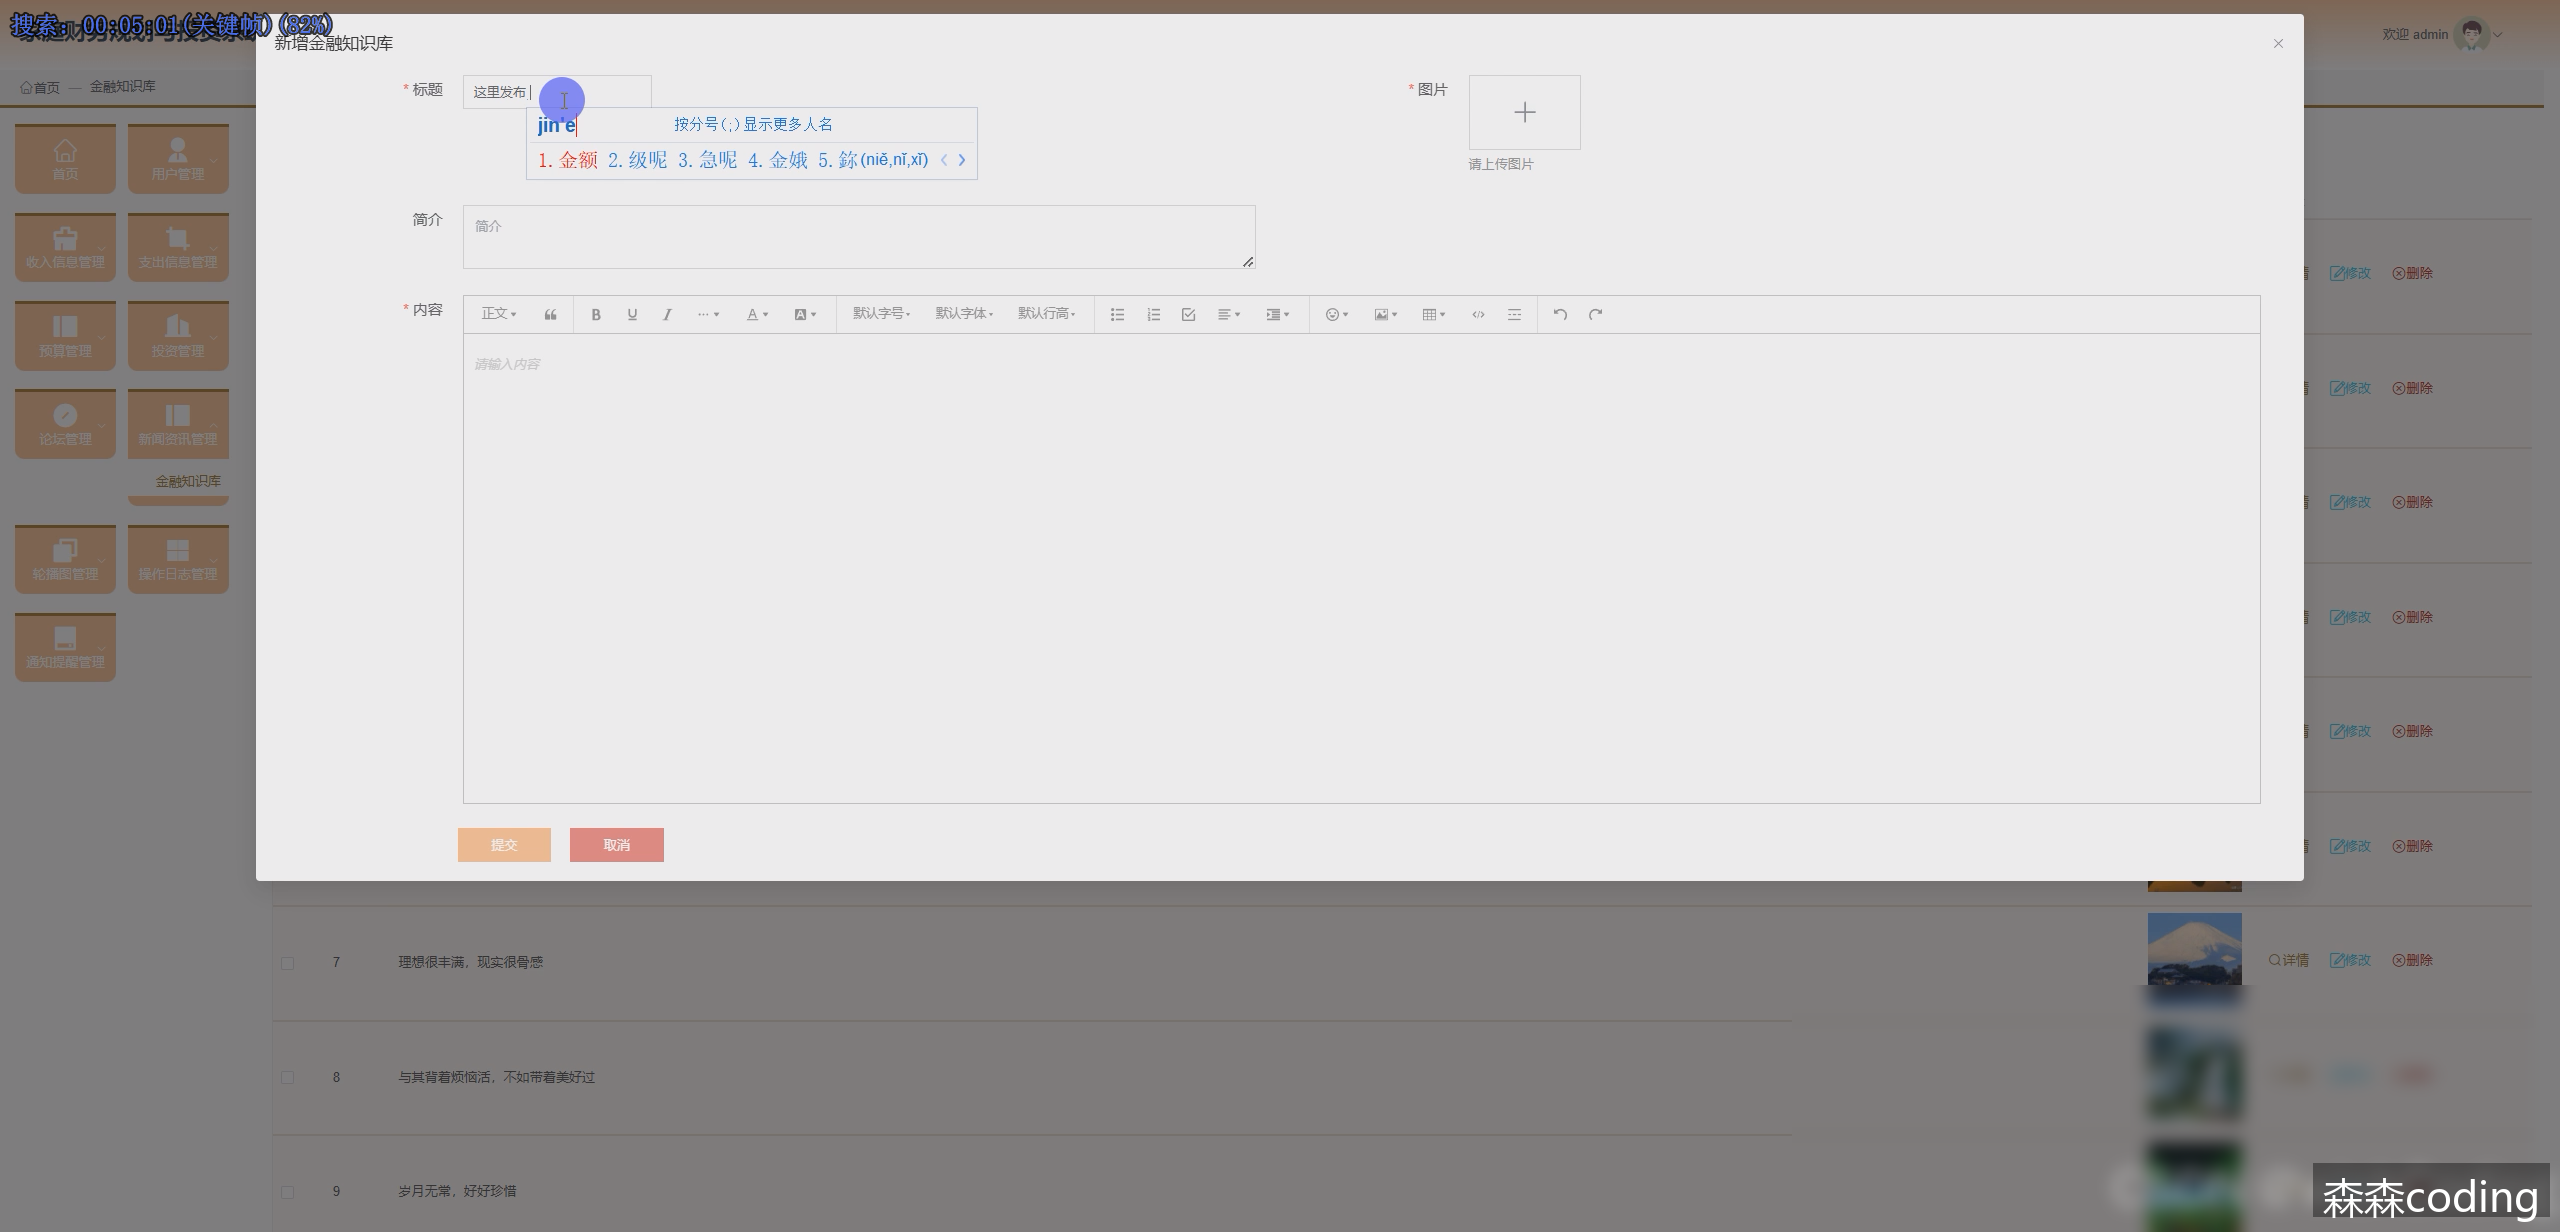 搜索: 00:05:01(关键帧)(82%)
新增金融知识库
欢迎 admin
首页 — 金融知识库
* 标题
这里发布
* 图片
jin'e 按分号(;)显示更多人名
1.金额 2.级呢 3.急呢 4.金娥 5.鉨(niě,nǐ,xǐ)
请上传图片
首页
用户管理
简介
简介
收入信息管理
支出信息管理
修改 删除
* 内容
正文 默认字号 默认字体 默认行高
请输入内容
预算管理
投资管理
修改 删除
论坛管理
新闻资讯管理
金融知识库
修改 删除
轮播图管理
操作日志管理
修改 删除
通知提醒管理
修改 删除
提交
取消
修改 删除
7 理想很丰满，现实很骨感 详情 修改 删除
8 与其背着烦恼活，不如带着美好过
9 岁月无常，好好珍惜
森森coding